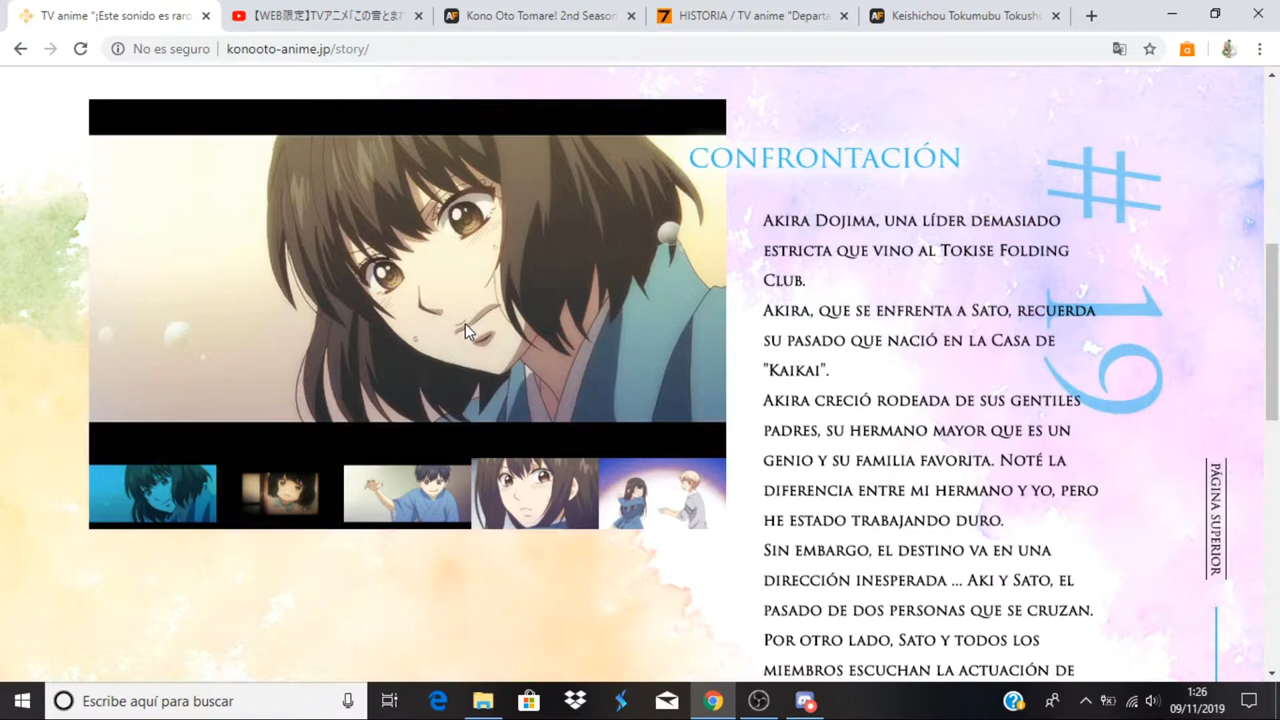 TV anime "¡Este sonido es raro
【WEB限定】TVアニメ「この音とまれ
Kono Oto Tomare! 2nd Season
HISTORIA / TV anime "Departa
Keishichou Tokumubu Tokushu
No es seguro
konooto-anime.jp/story/
CONFRONTACIÓN
#19
AKIRA DOJIMA, UNA LÍDER DEMASIADO
ESTRICTA QUE VINO AL TOKISE FOLDING
CLUB.
AKIRA, QUE SE ENFRENTA A SATO, RECUERDA
SU PASADO QUE NACIÓ EN LA CASA DE
"KAIKAI".
AKIRA CRECIÓ RODEADA DE SUS GENTILES
PADRES, SU HERMANO MAYOR QUE ES UN
GENIO Y SU FAMILIA FAVORITA. NOTÉ LA
DIFERENCIA ENTRE MI HERMANO Y YO, PERO
HE ESTADO TRABAJANDO DURO.
SIN EMBARGO, EL DESTINO VA EN UNA
DIRECCIÓN INESPERADA ... AKI Y SATO, EL
PASADO DE DOS PERSONAS QUE SE CRUZAN.
POR OTRO LADO, SATO Y TODOS LOS
MIEMBROS ESCUCHAN LA ACTUACIÓN DE
PÁGINA SUPERIOR
Escribe aquí para buscar
1:26
09/11/2019